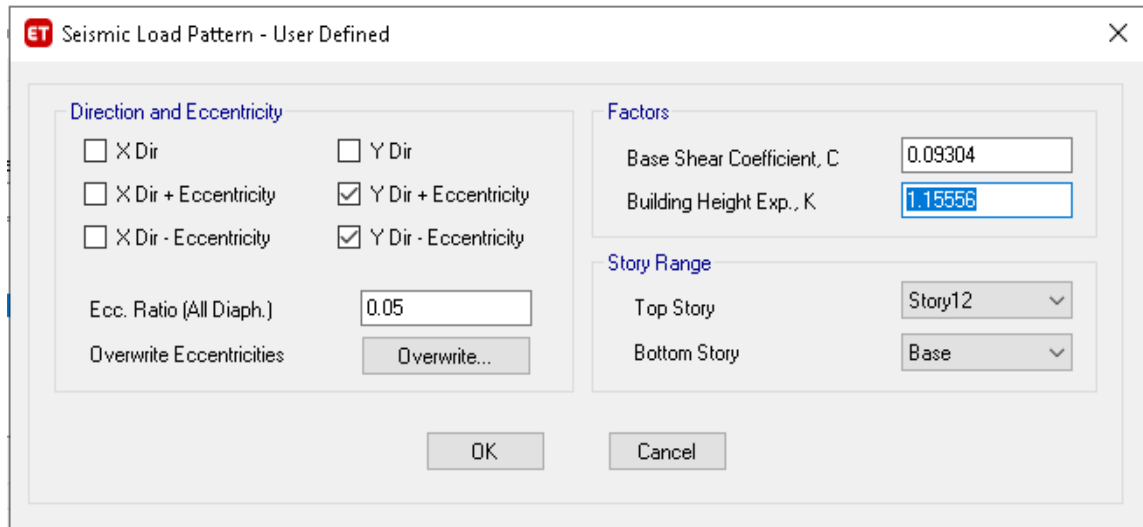 ET Seismic Load Pattern - User Defined
Direction and Eccentricity
X Dir Y Dir
X Dir + Eccentricity Y Dir + Eccentricity
X Dir - Eccentricity Y Dir - Eccentricity
Ecc. Ratio (All Diaph.) 0.05
Overwrite Eccentricities Overwrite...
Factors
Base Shear Coefficient, C 0.09304
Building Height Exp., K 1.15556
Story Range
Top Story Story12
Bottom Story Base
OK Cancel